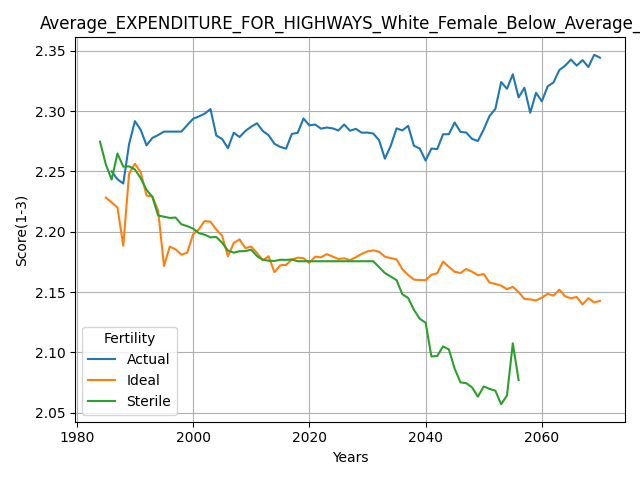 Average_EXPENDITURE_FOR_HIGHWAYS_White_Female_Below_Average_
2.35
2.30
2.25
2.20
2.15
2.10
2.05
Score(1-3)
Fertility
Actual
Ideal
Sterile
1980
2000
2020
2040
2060
Years